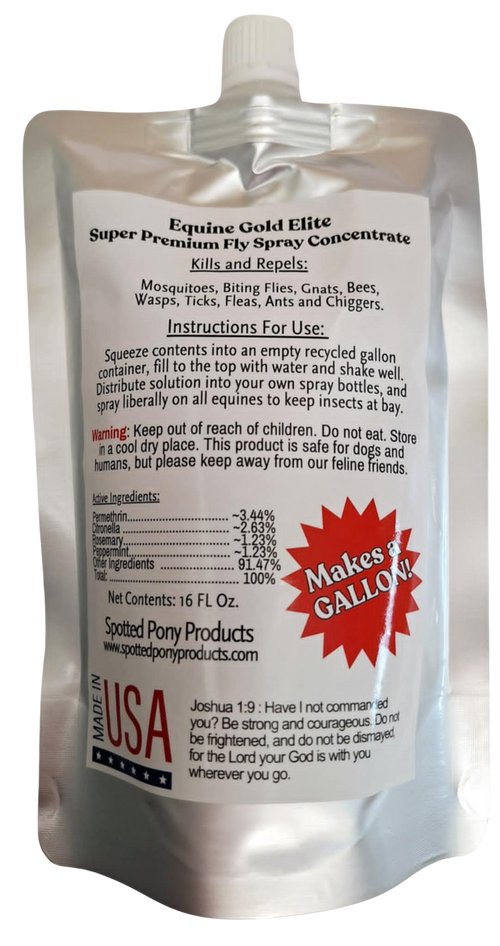 Equine Gold Elite
Super Premium Fly Spray Concentrate
Kills and Repels:
Mosquitoes, Biting Flies, Gnats, Bees,
Wasps, Ticks, Fleas, Ants and Chiggers.
Instructions For Use:
Squeeze contents into an empty recycled gallon
container, fill to the top with water and shake well.
Distribute solution into your own spray bottles, and
spray liberally on all equines to keep insects at bay.
Warning: Keep out of reach of children. Do not eat. Store
in a cool dry place. This product is safe for dogs and
humans, but please keep away from our feline friends.
Active Ingredients:
Permethrin............................... ~3.44%
Citronella ................................ ~2.63%
Rosemary................................ ~1.23%
Peppermint............................. ~1.23%
Other Ingredients .................... 91.47%
Total: ....................................... 100%
Makes a
GALLON!
Net Contents: 16 FL Oz.
Spotted Pony Products
www.spottedponyproducts.com
MADE IN
USA
Joshua 1:9 : Have I not commanded
you? Be strong and courageous. Do not
be frightened, and do not be dismayed,
for the Lord your God is with you
wherever you go.